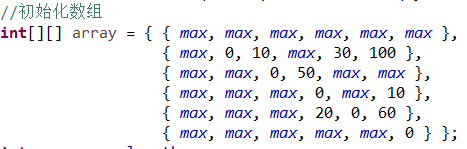 //初始化数组
int[][] array = { { max, max, max, max, max, max },
{ max, 0, 10, max, 30, 100 },
{ max, max, 0, 50, max, max },
{ max, max, max, 0, max, 10 },
{ max, max, max, 20, 0, 60 },
{ max, max, max, max, max, 0 } };